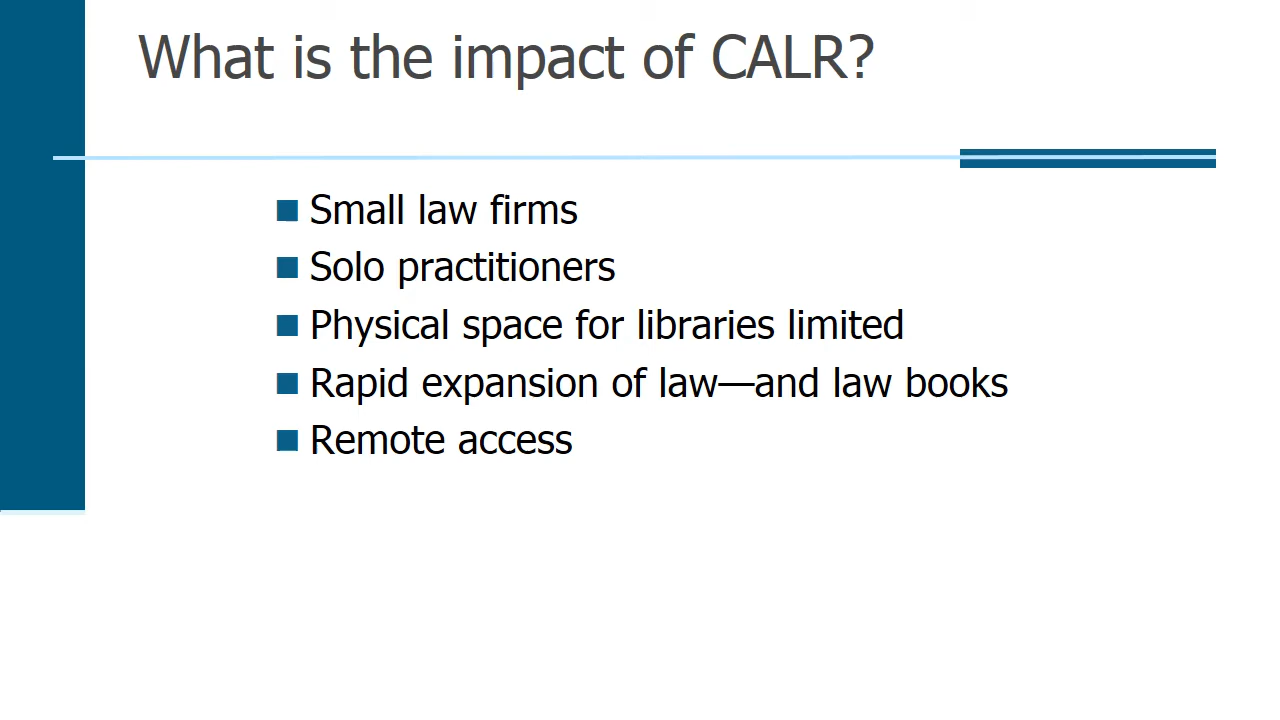 What is the impact of CALR?
Small law firms
Solo practitioners
Physical space for libraries limited
Rapid expansion of law—and law books
Remote access